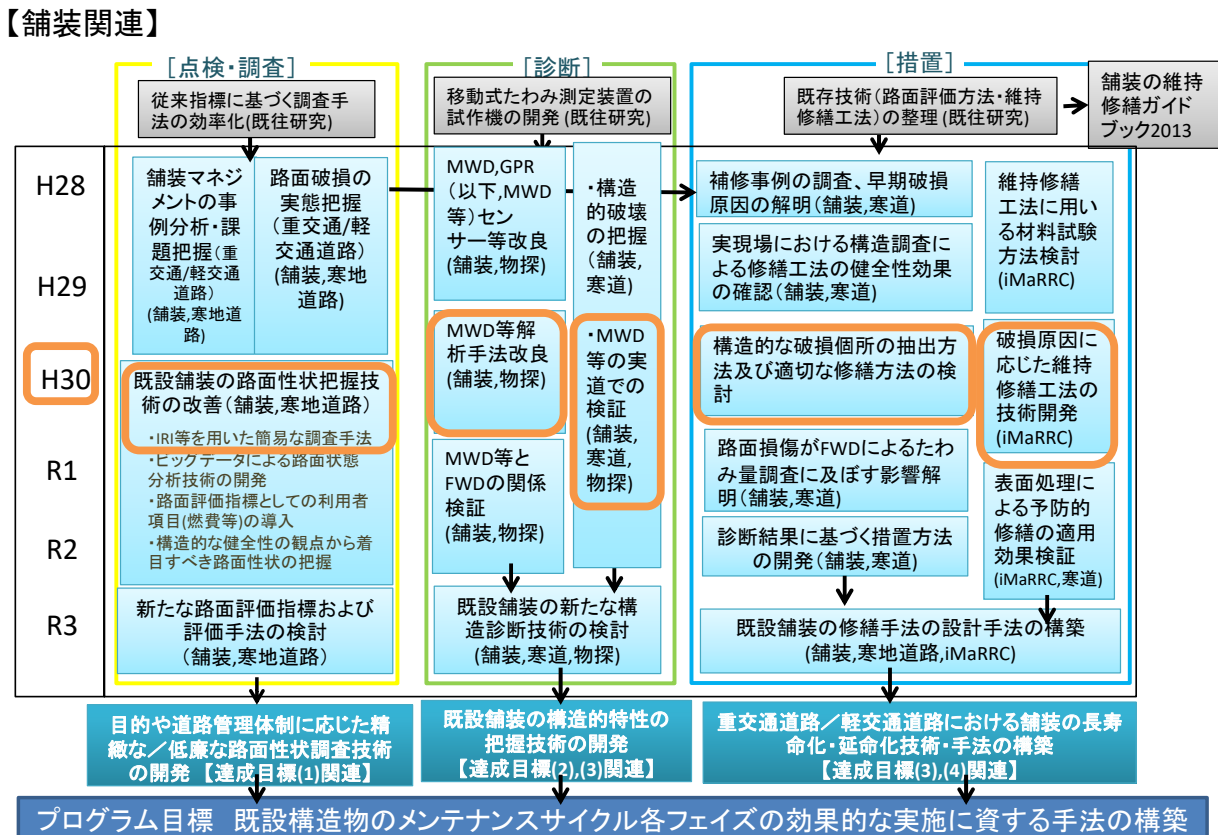 【舗装関連】
[点検・調査]
従来指標に基づく調査手
法の効率化(既往研究)
[診断]
移動式たわみ測定装置の
試作機の開発 (既往研究)
[措置]
既存技術(路面評価方法・維持
修繕工法)の整理 (既往研究)
舗装の維持
修繕ガイド
ブック2013
H28
H29
H30
R1
R2
R3
舗装マネジ
メントの事
例分析・課
題把握(重
交通/軽交通
道路)
(舗装,寒地道
路)
路面破損の
実態把握
(重交通/軽
交通道路)
(舗装,寒地
道路)
既設舗装の路面性状把握技
術の改善(舗装,寒地道路)
・IRI等を用いた簡易な調査手法
・ビッグデータによる路面状態
分析技術の開発
・路面評価指標としての利用者
項目(燃費等)の導入
・構造的な健全性の観点から着
目すべき路面性状の把握
新たな路面評価指標および
評価手法の検討
(舗装,寒地道路)
MWD,GPR
(以下,MWD
等)セン
サー等改良
(舗装,物探)
MWD等解
析手法改良
(舗装,物探)
MWD等と
FWDの関係
検証
(舗装,物探)
・構造
的破壊
の把握
(舗装,
寒道)
・MWD
等の実
道での
検証
(舗装,
寒道,
物探)
既設舗装の新たな構
造診断技術の検討
(舗装,寒道,物探)
補修事例の調査、早期破損
原因の解明(舗装,寒道)
実現場における構造調査に
よる修繕工法の健全性効果
の確認(舗装,寒道)
構造的な破損個所の抽出方
法及び適切な修繕方法の検
討
路面損傷がFWDによるたわ
み量調査に及ぼす影響解
明(舗装,寒道)
診断結果に基づく措置方法
の開発(舗装,寒道)
維持修繕
工法に用い
る材料試験
方法検討
(iMaRRC)
破損原因に
応じた維持
修繕工法の
技術開発
(iMaRRC)
表面処理に
よる予防的
修繕の適用
効果検証
(iMaRRC,寒道)
既設舗装の修繕手法の設計手法の構築
(舗装,寒地道路,iMaRRC)
目的や道路管理体制に応じた精
緻な/低廉な路面性状調査技術
の開発 【達成目標(1)関連】
既設舗装の構造的特性の
把握技術の開発
【達成目標(2),(3)関連】
重交通道路/軽交通道路における舗装の長寿
命化・延命化技術・手法の構築
【達成目標(3),(4)関連】
プログラム目標 既設構造物のメンテナンスサイクル各フェイズの効果的な実施に資する手法の構築